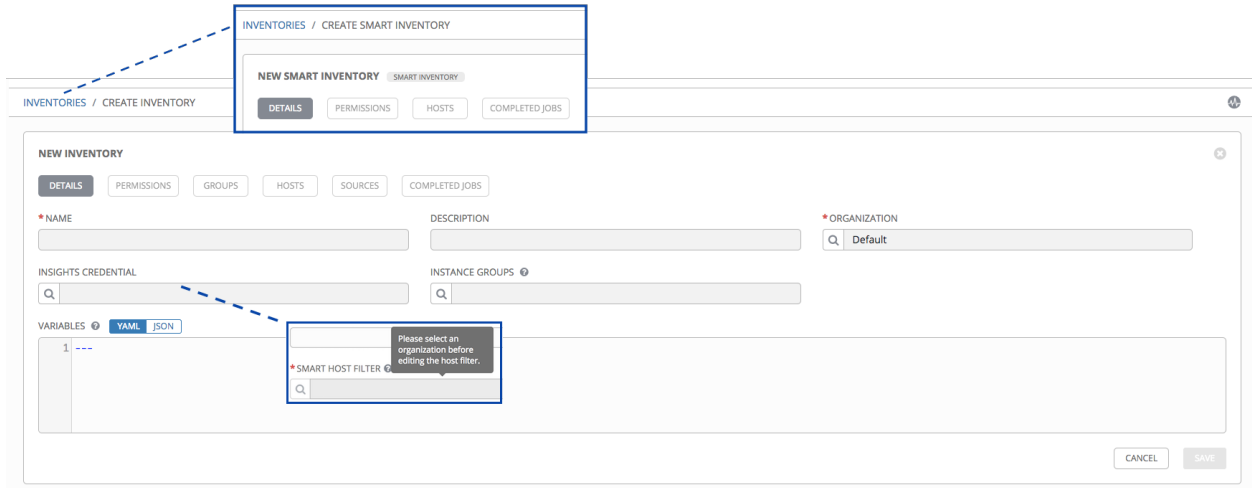 INVENTORIES / CREATE SMART INVENTORY
NEW SMART INVENTORY SMART INVENTORY
DETAILS PERMISSIONS HOSTS COMPLETED JOBS
INVENTORIES / CREATE INVENTORY
NEW INVENTORY
DETAILS PERMISSIONS GROUPS HOSTS SOURCES COMPLETED JOBS
* NAME DESCRIPTION * ORGANIZATION
Default
INSIGHTS CREDENTIAL INSTANCE GROUPS ?
VARIABLES ? YAML JSON
1 ---
Please select an
organization before
editing the host filter.
* SMART HOST FILTER ?
CANCEL SAVE